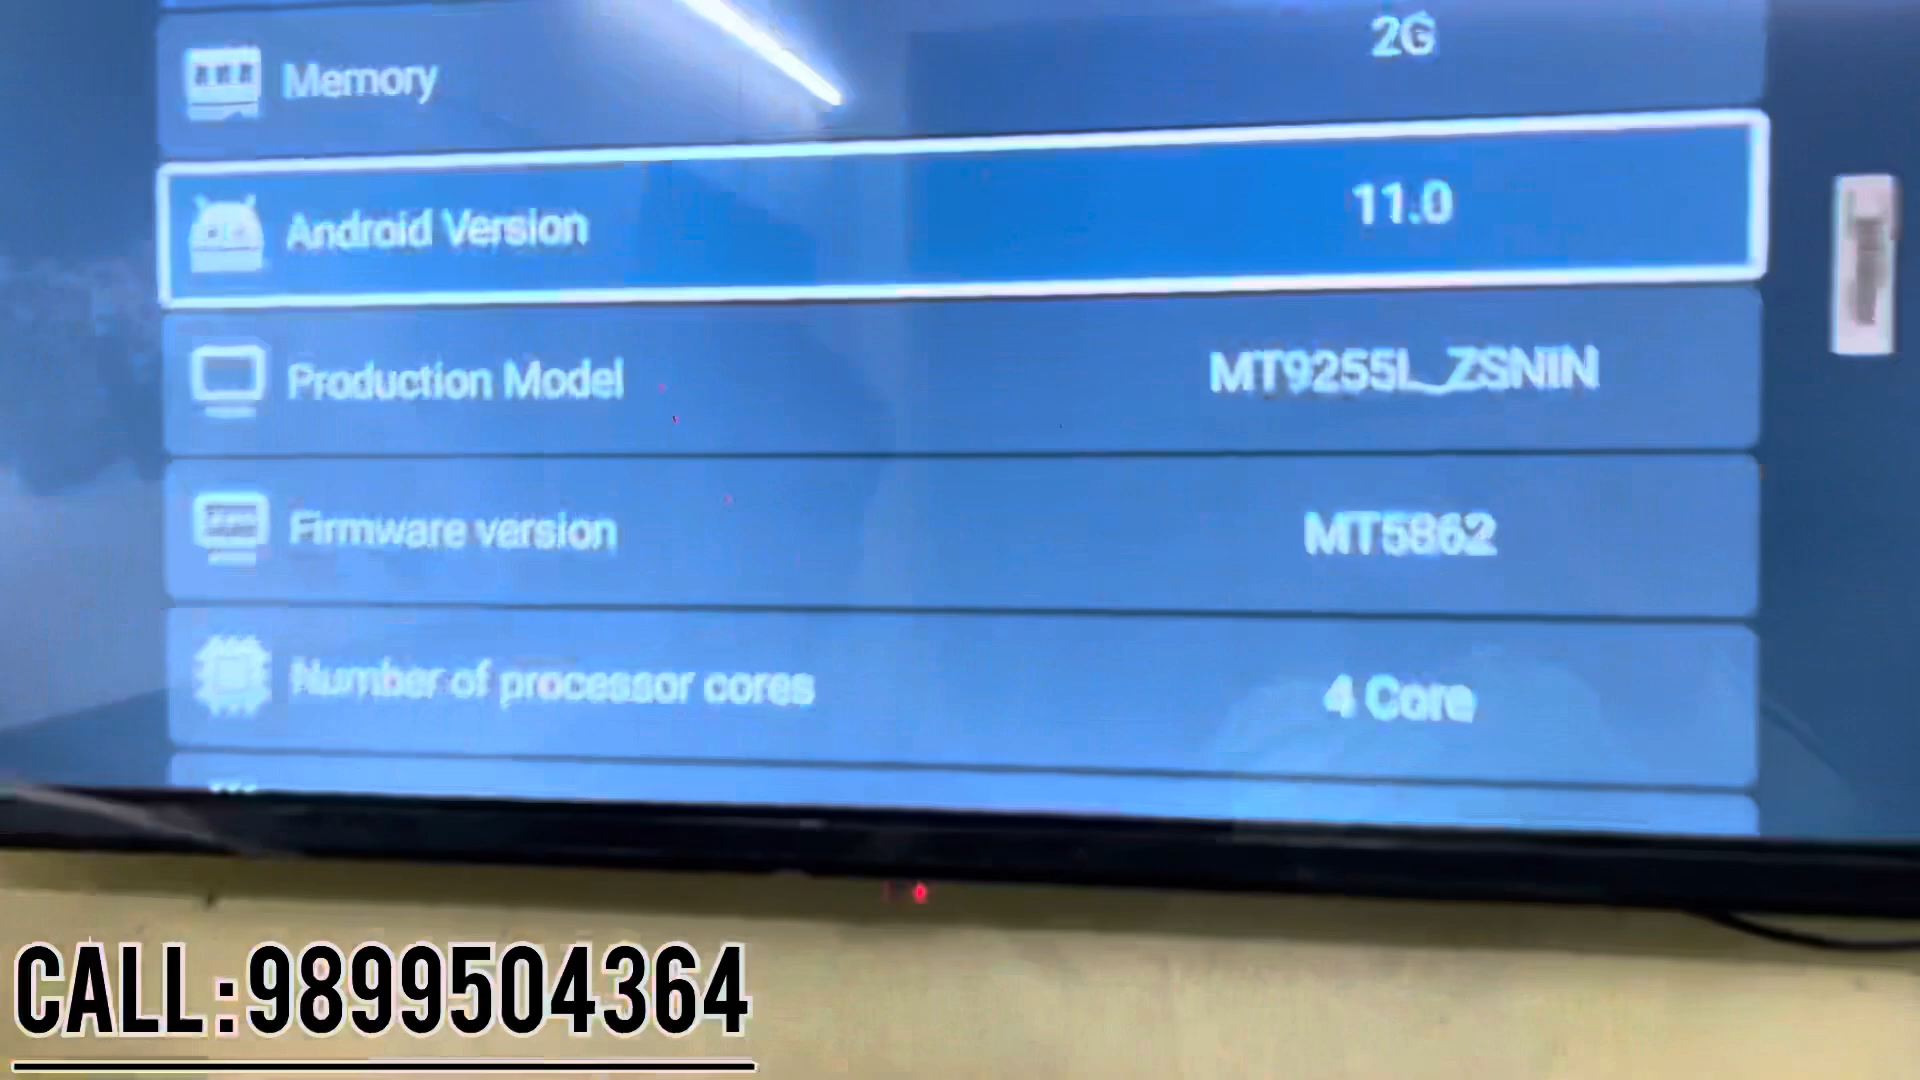 Memory 2G
Android Version 11.0
Production Model MT9255L_ZSNIN
Firmware version MT5862
Number of processor cores 4 Core
CALL:9899504364